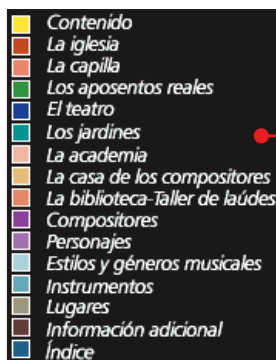 Contenido
La iglesia
La capilla
Los aposentos reales
El teatro
Los jardínes
La academia
La casa de los compositores
La biblioteca-Taller de laúdes
Compositores
Personajes
Estilos y géneros musicales
Instrumentos
Lugares
Información adicional
Índice